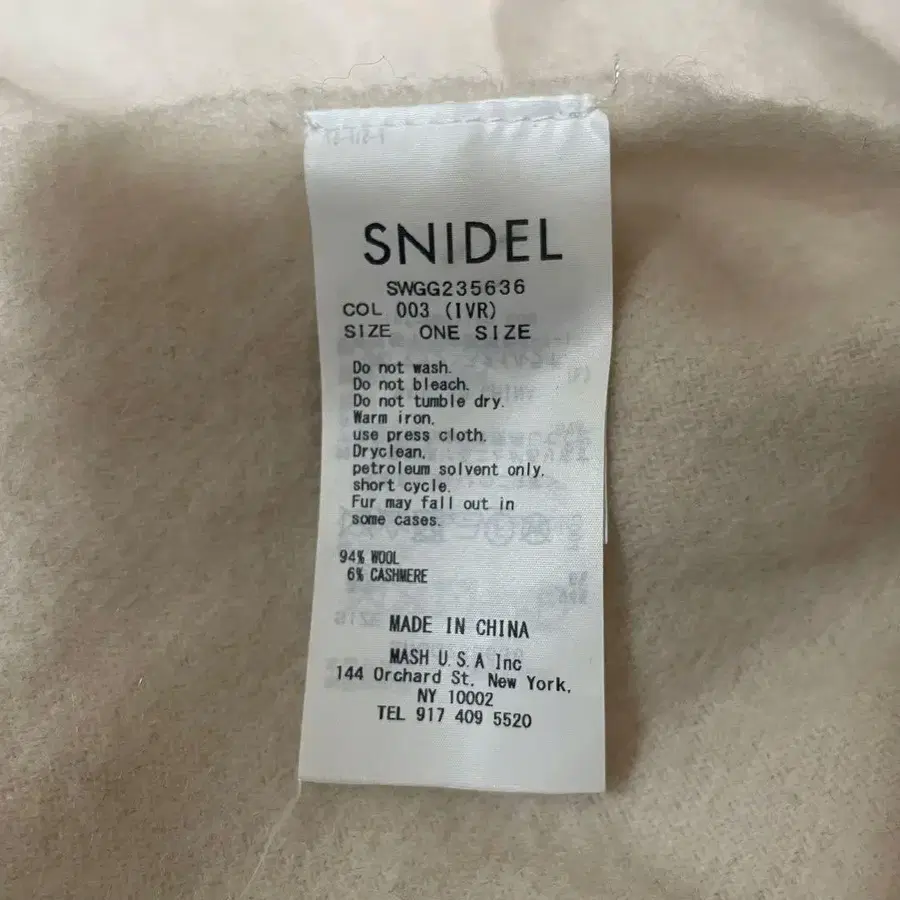 SNIDEL
SWGG235636
COL 003 (IVR)
SIZE ONE SIZE
Do not wash.
Do not bleach.
Do not tumble dry.
Warm iron,
use press cloth.
Dryclean,
petroleum solvent only.
short cycle.
Fur may fall out in
some cases.
94% WOOL
6% CASHMERE
MADE IN CHINA
MASH U.S.A Inc
144 Orchard St. New York,
NY 10002
TEL 917 409 5520